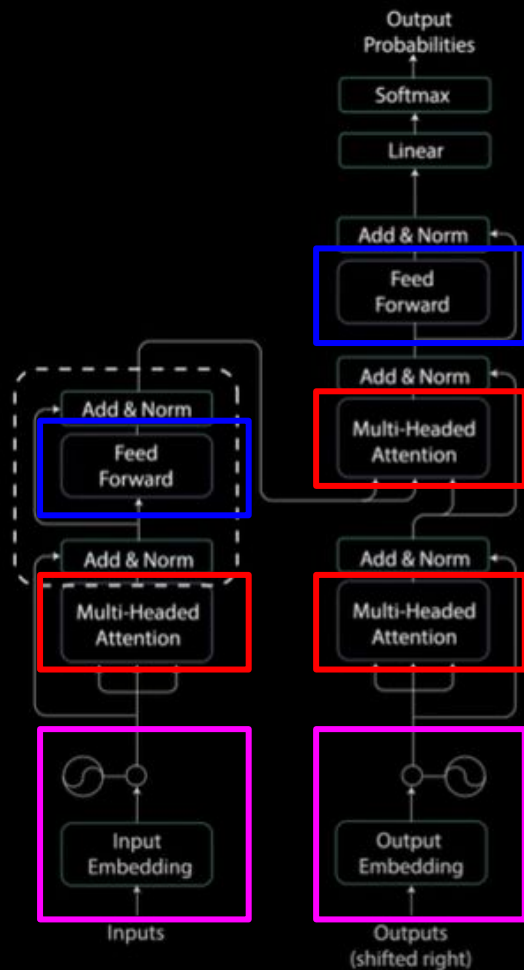 Output
Probabilities
Softmax
Linear
Add & Norm
Feed
Forward
Add & Norm
Multi-Headed
Attention
Add & Norm
Multi-Headed
Attention
Output
Embedding
Outputs
(shifted right)
Add & Norm
Feed
Forward
Add & Norm
Multi-Headed
Attention
Input
Embedding
Inputs